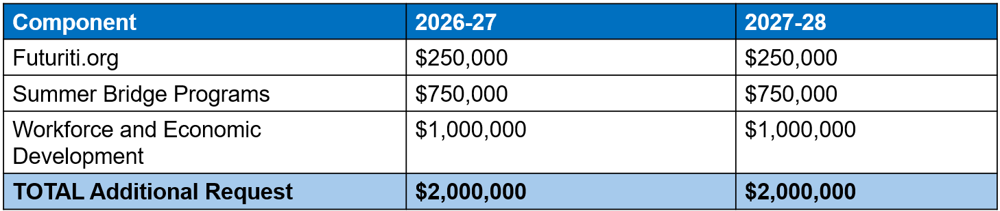 Component 2026-27 2027-28
Futuriti.org $250,000 $250,000
Summer Bridge Programs $750,000 $750,000
Workforce and Economic $1,000,000 $1,000,000
Development
TOTAL Additional Request $2,000,000 $2,000,000